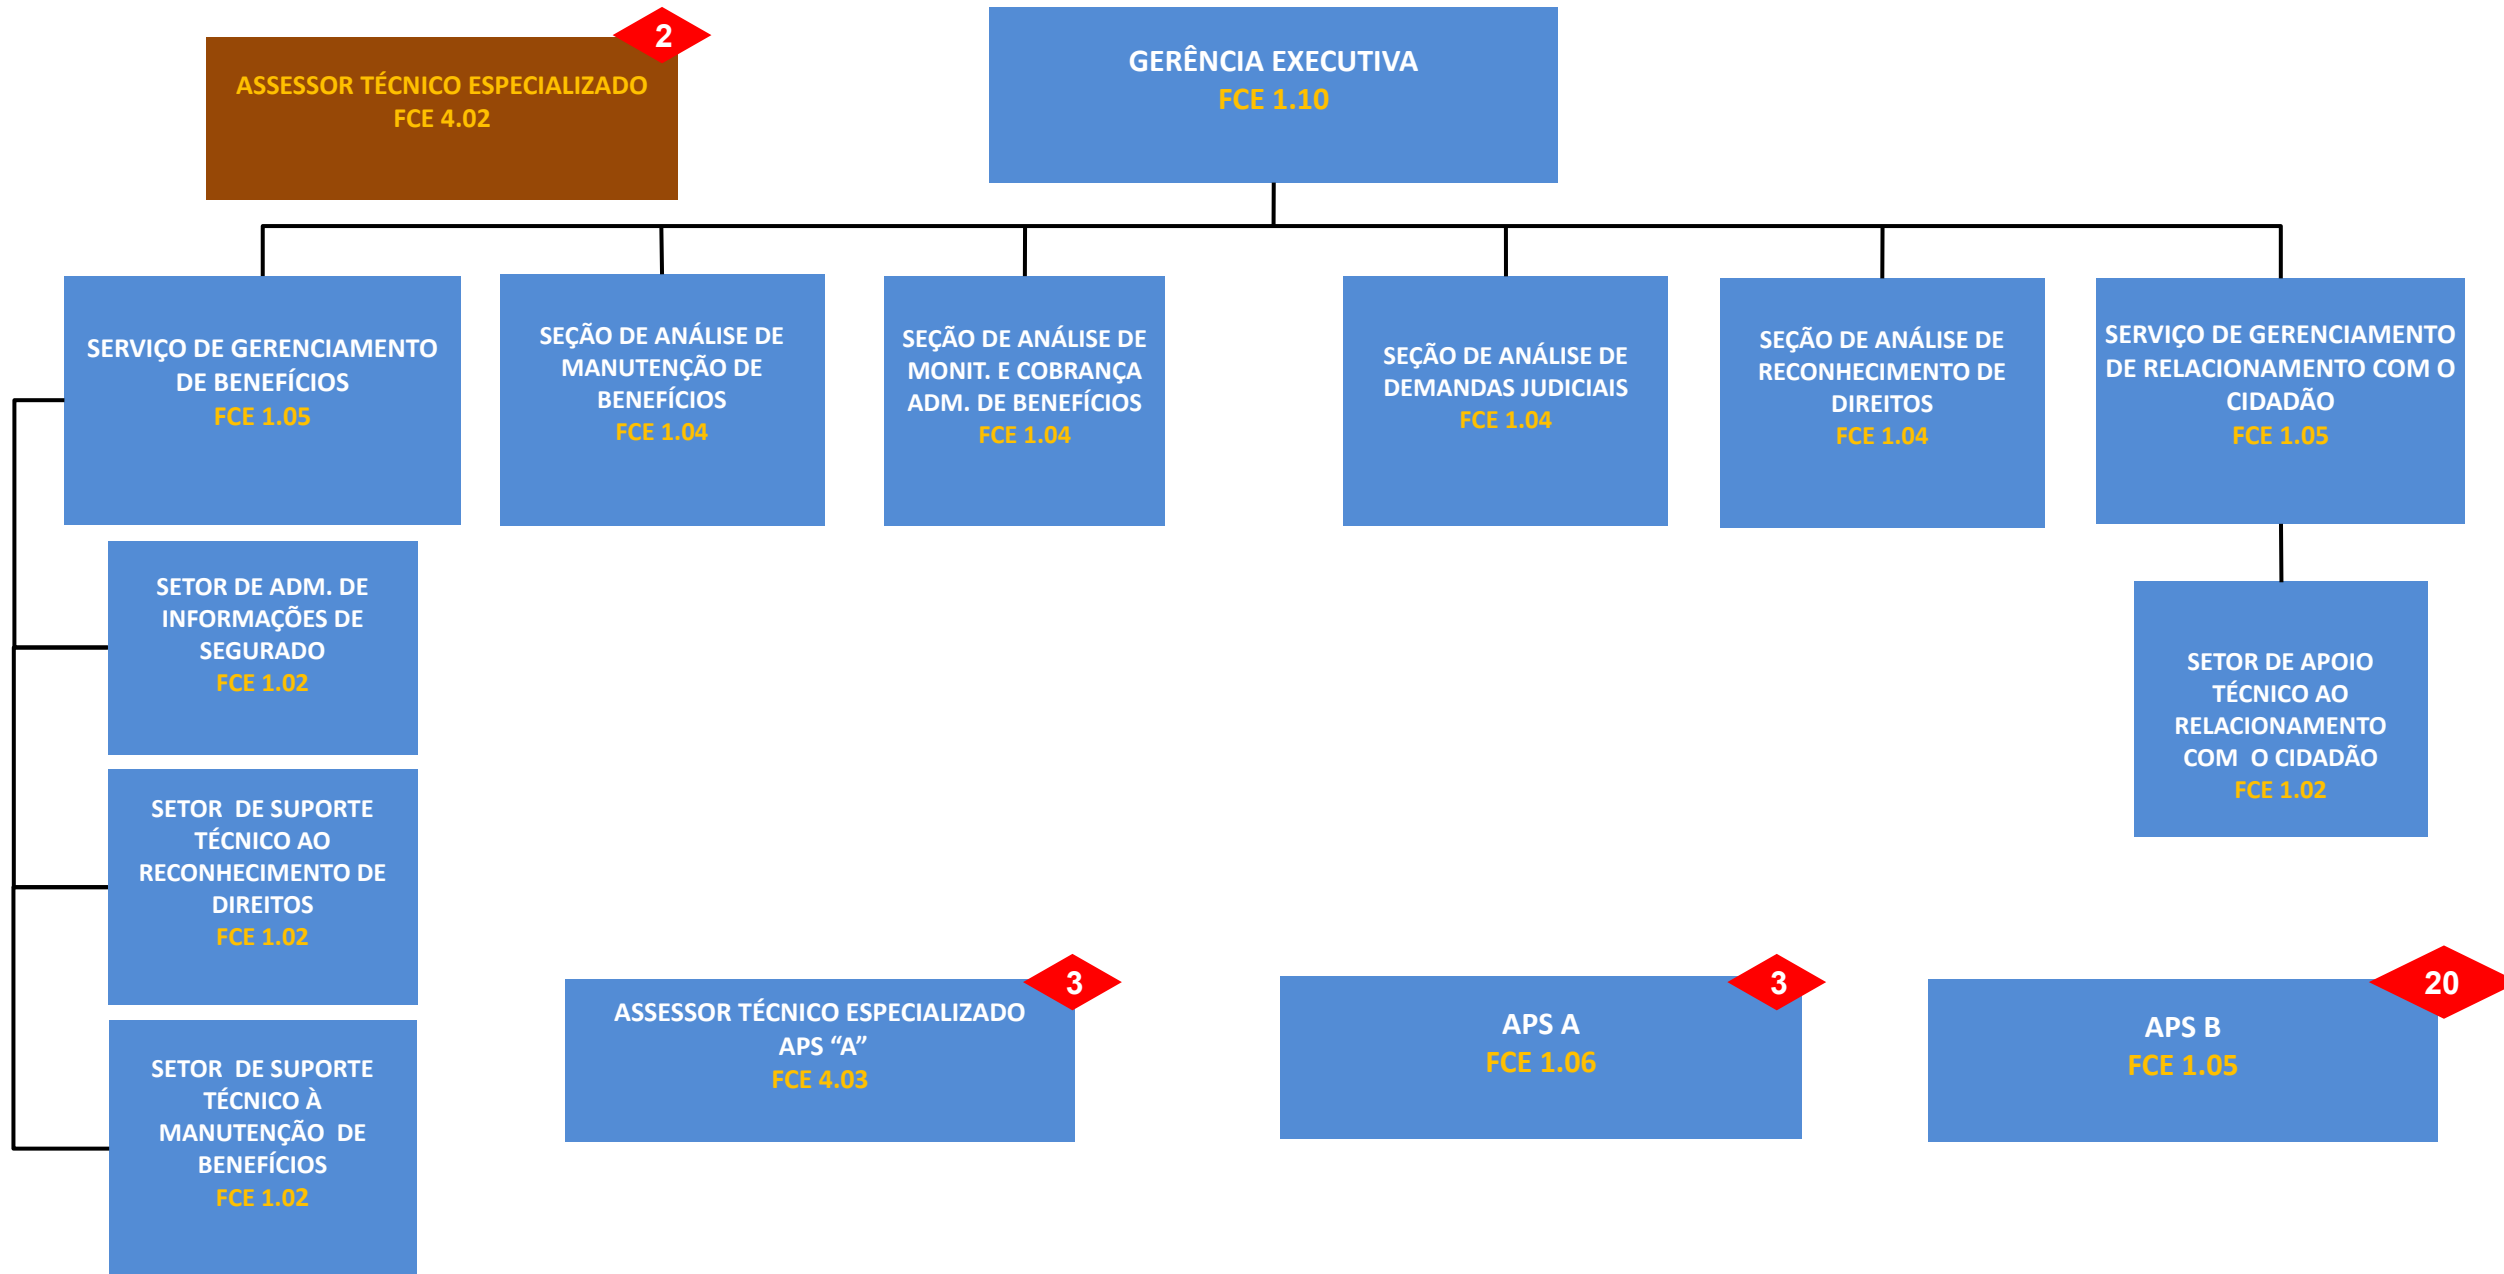 2
ASSESSOR TÉCNICO ESPECIALIZADO
FCE 4.02
GERÊNCIA EXECUTIVA
FCE 1.10
SERVIÇO DE GERENCIAMENTO
DE BENEFÍCIOS
FCE 1.05
SEÇÃO DE ANÁLISE DE
MANUTENÇÃO DE
BENEFÍCIOS
FCE 1.04
SEÇÃO DE ANÁLISE DE
MONIT. E COBRANÇA
ADM. DE BENEFÍCIOS
FCE 1.04
SEÇÃO DE ANÁLISE DE
DEMANDAS JUDICIAIS
FCE 1.04
SEÇÃO DE ANÁLISE DE
RECONHECIMENTO DE
DIREITOS
FCE 1.04
SERVIÇO DE GERENCIAMENTO
DE RELACIONAMENTO COM O
CIDADÃO
FCE 1.05
SETOR DE ADM. DE
INFORMAÇÕES DE
SEGURADO
FCE 1.02
SETOR DE APOIO
TÉCNICO AO
RELACIONAMENTO
COM  O CIDADÃO
FCE 1.02
SETOR  DE SUPORTE
TÉCNICO AO
RECONHECIMENTO DE
DIREITOS
FCE 1.02
SETOR  DE SUPORTE
TÉCNICO À
MANUTENÇÃO  DE
BENEFÍCIOS
FCE 1.02
3
ASSESSOR TÉCNICO ESPECIALIZADO
APS “A”
FCE 4.03
3
APS A
FCE 1.06
20
APS B
FCE 1.05